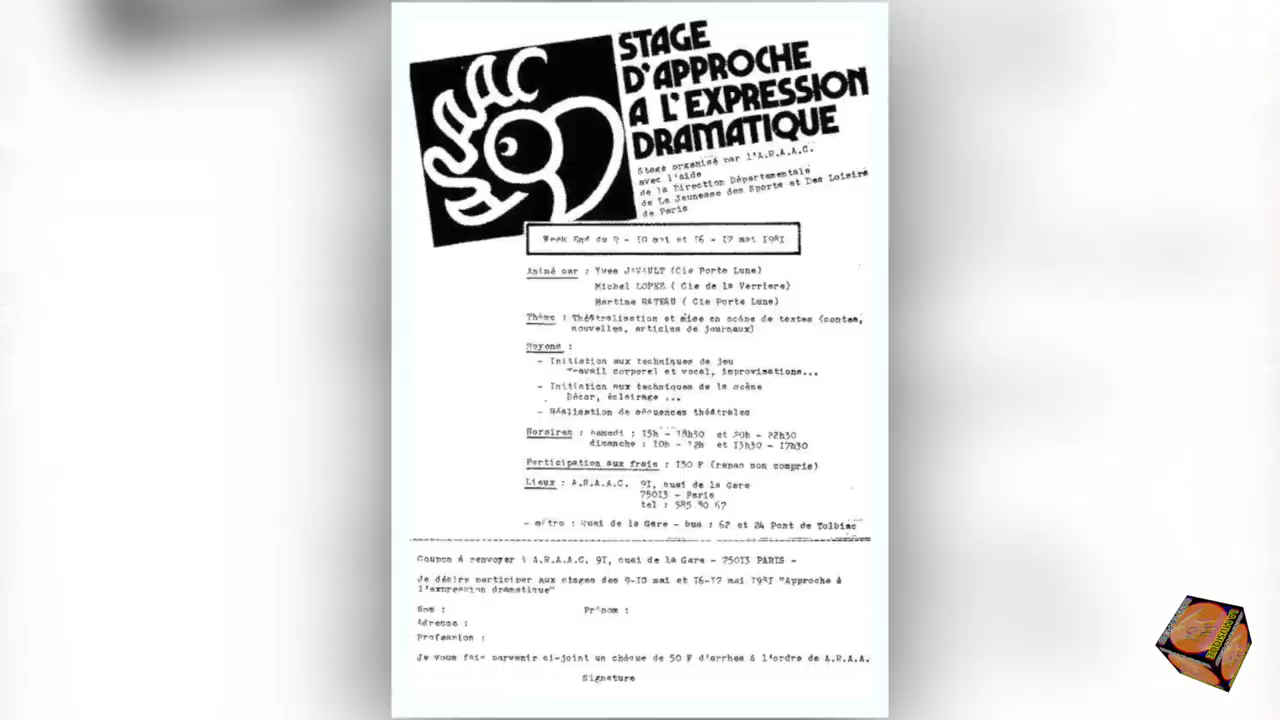 STAGE
D'APPROCHE
A L'EXPRESSION
DRAMATIQUE
Stage organisé par l'A.R.A.A.C.
avec l'aide
de la Direction Départementale
de La Jeunesse des Sports et Des Loisirs
de Paris
Week End du 9 - 10 mai et 16 - 17 mai 1981
Animé par : Yves JAVAULT (Cie Porte Lune)
Michel LOPEZ ( Cie de la Verriere)
Martine RATEAU ( Cie Porte Lune)
Thème : Théâtralisation et mise en scène de textes (contes,
nouvelles, articles de journaux)
Moyens :
- Initiation aux techniques de jeu
Travail corporel et vocal, improvisations...
- Initiation aux techniques de la scène
Décor, éclairage ...
- Réalisation de séquences théâtrales
Horaires : samedi : 15h - 18h30 et 20h - 22h30
dimanche : 10h - 12h et 13h30 - 17h30
Participation aux frais : 150 F (repas non compris)
Lieux : A.R.A.A.C. 91, quai de la Gare
75013 - Paris
tel : 585 80 67
- métro : Quai de la Gare - bus : 62 et 24 Pont de Tolbiac
Coupon à renvoyer à A.R.A.A.C. 91, quai de la Gare - 75013 PARIS -
Je désire participer aux stages des 9-10 mai et 16-17 mai 1981 "Approche à
l'expression dramatique"
Nom : Prénom :
Adresse :
Profession :
Je vous fais parvenir ci-joint un chèque de 50 F d'arrhes à l'ordre de A.R.A.A.
Signature
LA MUSIQUE